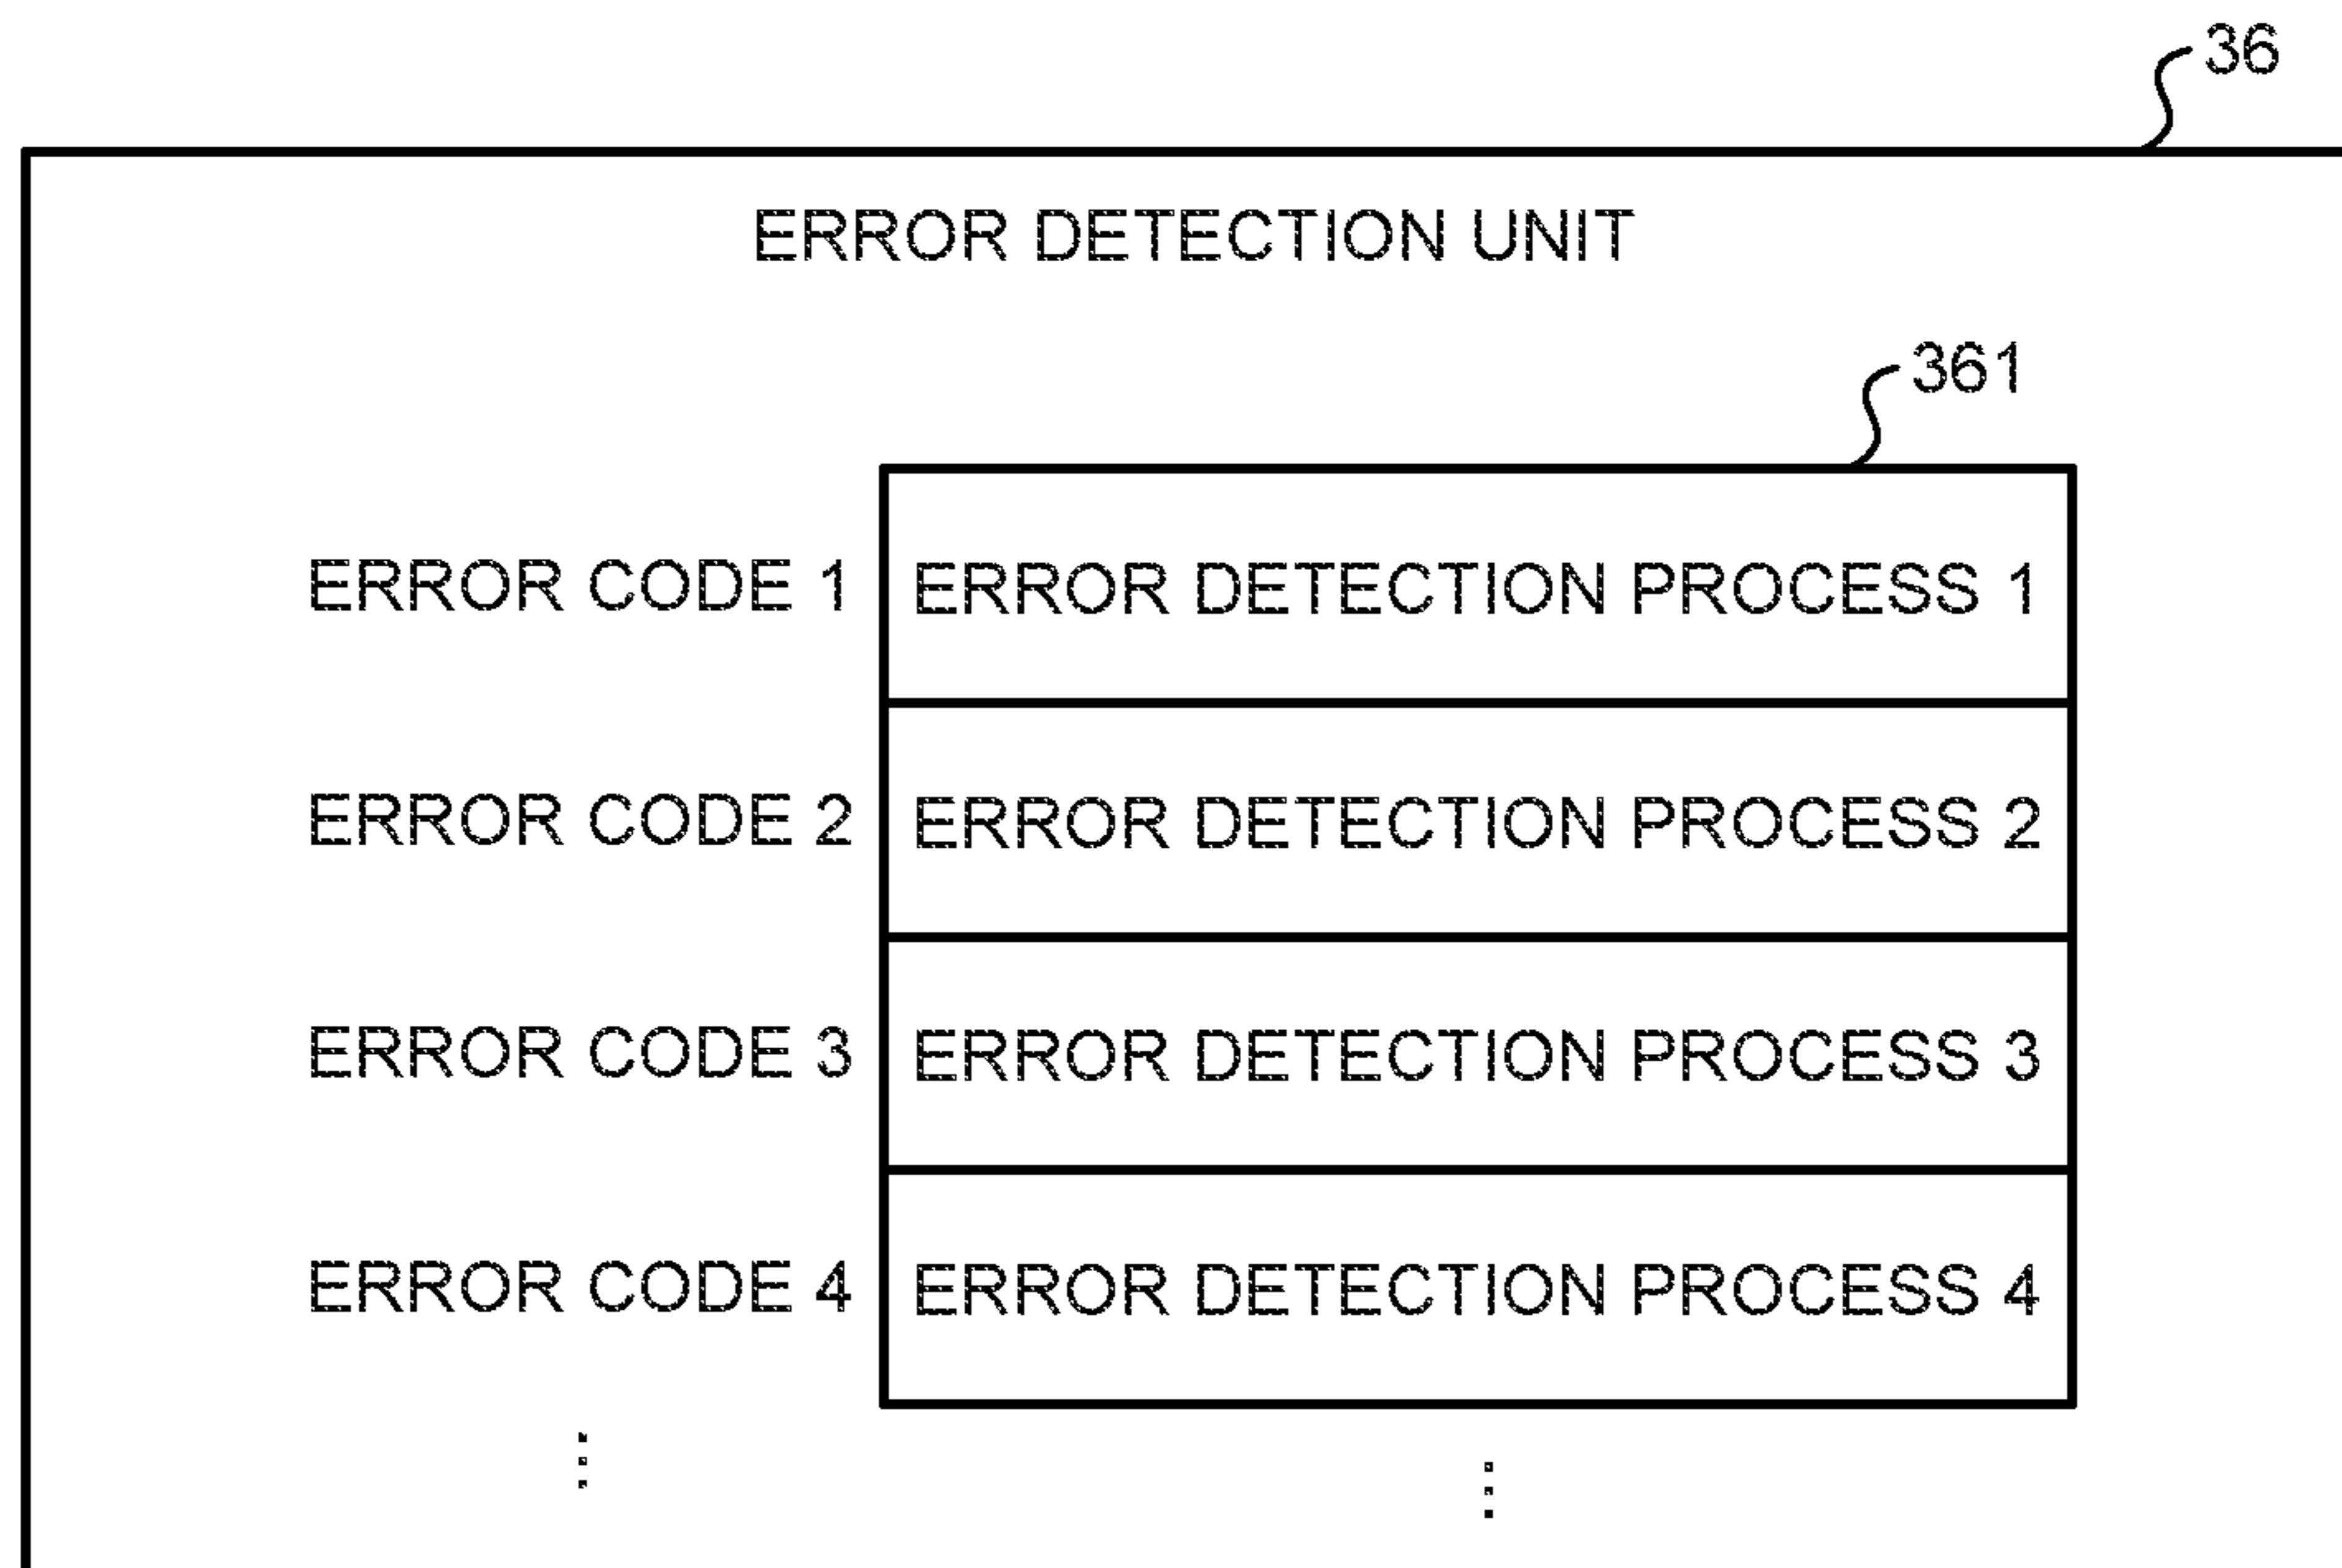 36
ERROR DETECTION UNIT
361
ERROR CODE 1 ERROR DETECTION PROCESS 1
ERROR CODE 2 ERROR DETECTION PROCESS 2
ERROR CODE 3 ERROR DETECTION PROCESS 3
ERROR CODE 4 ERROR DETECTION PROCESS 4